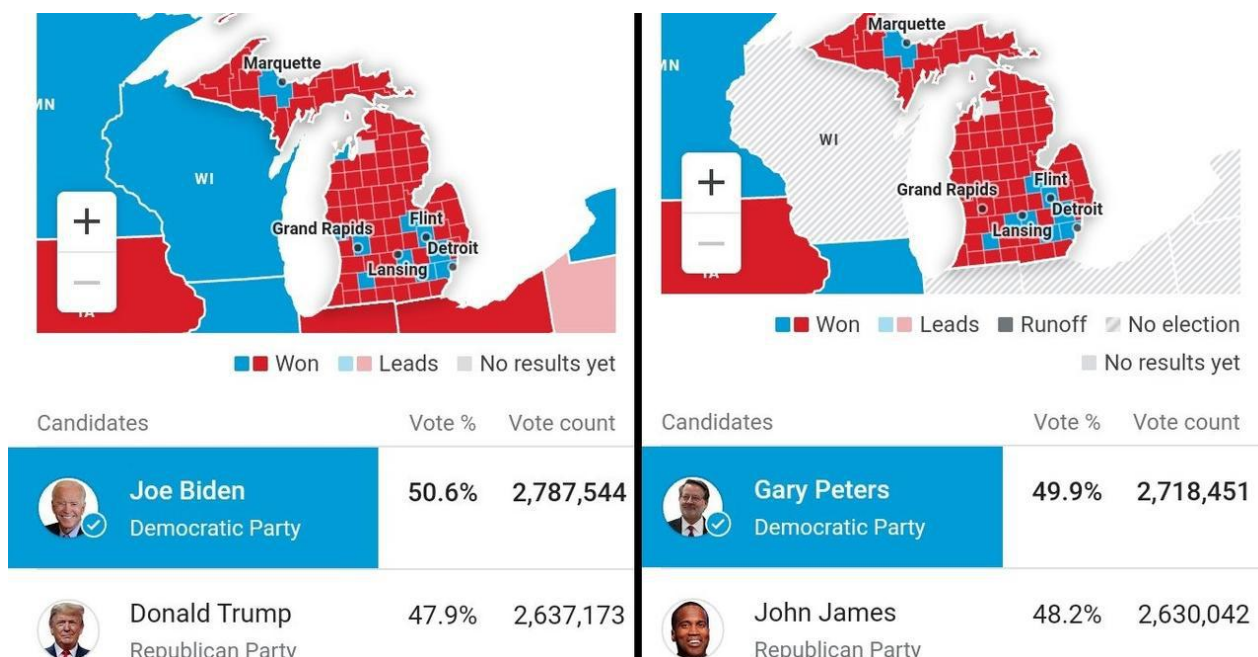 Marquette
MN
WI
Grand Rapids
Flint
Detroit
Lansing
+
−
IA
Won Leads No results yet
Candidates Vote % Vote count
Joe Biden 50.6% 2,787,544
Democratic Party
Donald Trump 47.9% 2,637,173
Republican Party
Marquette
MN
WI
Grand Rapids
Flint
Detroit
Lansing
+
−
IA
Won Leads Runoff No election
No results yet
Candidates Vote % Vote count
Gary Peters 49.9% 2,718,451
Democratic Party
John James 48.2% 2,630,042
Republican Party